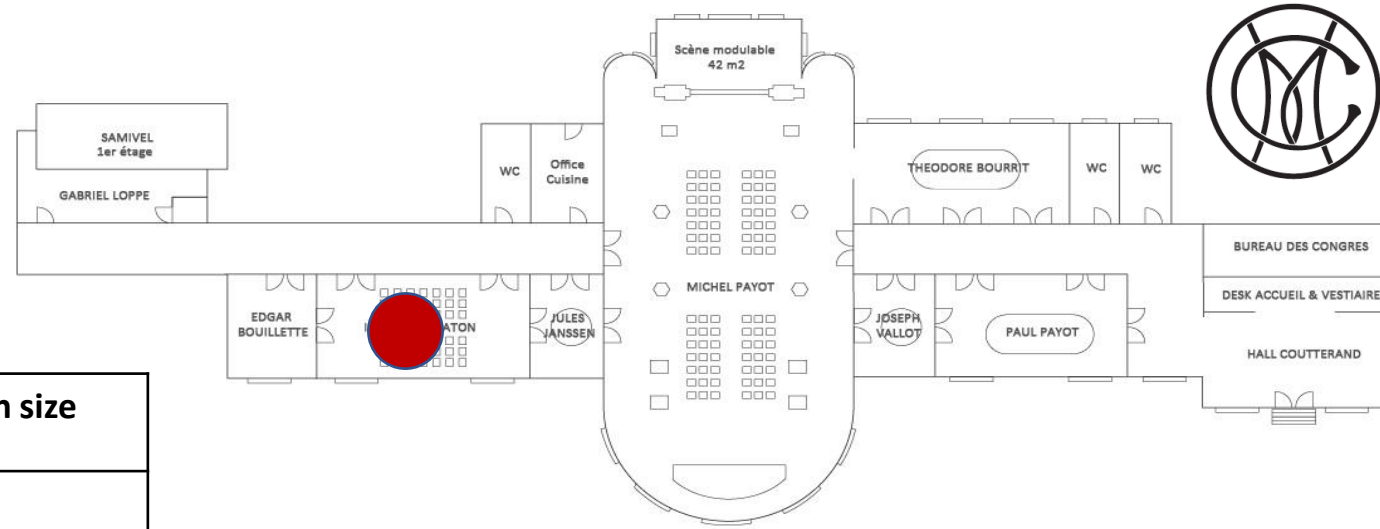 Scène modulable
42 m2
SAMIVEL
1er étage
GABRIEL LOPPE
WC
Office
Cuisine
THEODORE BOURRIT
WC
WC
BUREAU DES CONGRES
DESK ACCUEIL & VESTIAIRE
HALL COUTTERAND
EDGAR
BOUILLETTE
JULES
JANSSEN
MICHEL PAYOT
JOSEPH
VALLOT
PAUL PAYOT
size